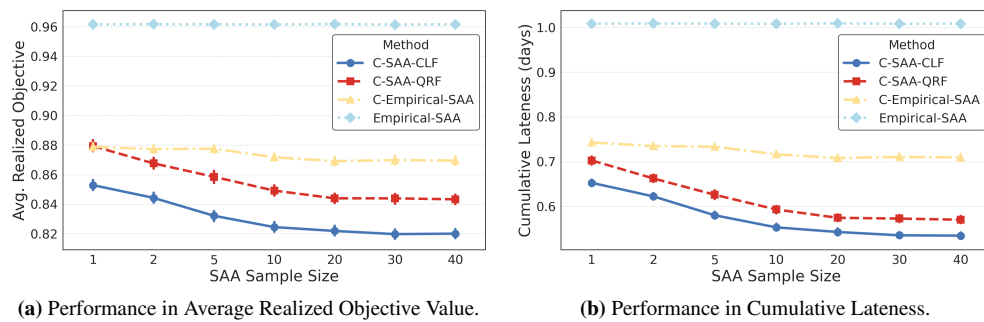 0.96
0.94
0.92
0.90
0.88
0.86
0.84
0.82
Avg. Realized Objective
Method
C-SAA-CLF
C-SAA-QRF
C-Empirical-SAA
Empirical-SAA
1 2 5 10 20 30 40
SAA Sample Size
(a) Performance in Average Realized Objective Value.
1.0
0.9
0.8
0.7
0.6
Cumulative Lateness (days)
Method
C-SAA-CLF
C-SAA-QRF
C-Empirical-SAA
Empirical-SAA
1 2 5 10 20 30 40
SAA Sample Size
(b) Performance in Cumulative Lateness.